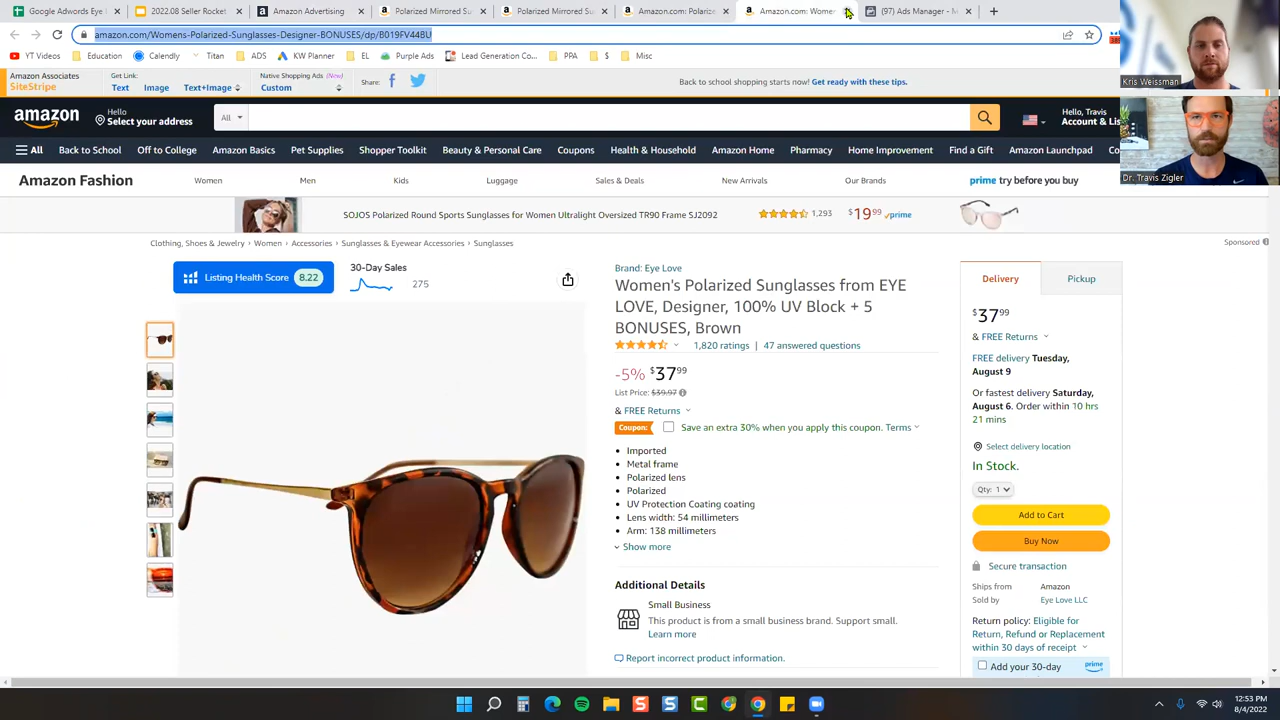 Google Adwords Eye
2022.08 Seller Rocket
Amazon Advertising
Polarized Mirrored Su
Polarized Mirrored Sun
Amazon.com: Polarize
Amazon.com: Women
(97) Ads Manager - M
amazon.com/Womens-Polarized-Sunglasses-Designer-BONUSES/dp/B019FV448U
YT Videos
Education
Calendly
Titan
ADS
KW Planner
EL
Purple Ads
Lead Generation Co...
PPA
$
Misc
Kris Weissman
Dr. Travis Zigler
Amazon Associates
SiteStripe
Get Link:
Text
Image
Text+Image
Native Shopping Ads (New)
Custom
Share:
Back to school shopping starts now! Get ready with these tips.
amazon
Hello
Select your address
All
Hello, Travis
Account & Lis
All
Back to School
Off to College
Amazon Basics
Pet Supplies
Shopper Toolkit
Beauty & Personal Care
Coupons
Health & Household
Amazon Home
Pharmacy
Home Improvement
Find a Gift
Amazon Launchpad
Co
Amazon Fashion
Women
Men
Kids
Luggage
Sales & Deals
New Arrivals
Our Brands
prime try before you buy
SOJOS Polarized Round Sports Sunglasses for Women Ultralight Oversized TR90 Frame SJ2092
1,293
$19.99 prime
Clothing, Shoes & Jewelry › Women › Accessories › Sunglasses & Eyewear Accessories › Sunglasses
Sponsored
Listing Health Score 8.22
30-Day Sales
275
Brand: Eye Love
Women's Polarized Sunglasses from EYE
LOVE, Designer, 100% UV Block + 5
BONUSES, Brown
1,820 ratings | 47 answered questions
-5% $37.99
List Price: $39.97
& FREE Returns
Coupon: Save an extra 30% when you apply this coupon. Terms
• Imported
• Metal frame
• Polarized lens
• Polarized
• UV Protection Coating coating
• Lens width: 54 millimeters
• Arm: 138 millimeters
Show more
Additional Details
Small Business
This product is from a small business brand. Support small.
Learn more
Report incorrect product information.
Delivery
Pickup
$37.99
& FREE Returns
FREE delivery Tuesday,
August 9
Or fastest delivery Saturday,
August 6. Order within 10 hrs
21 mins
Select delivery location
In Stock.
Qty: 1
Add to Cart
Buy Now
Secure transaction
Ships from Amazon
Sold by Eye Love LLC
Return policy: Eligible for
Return, Refund or Replacement
within 30 days of receipt
Add your 30-day
prime
12:53 PM
8/4/2022